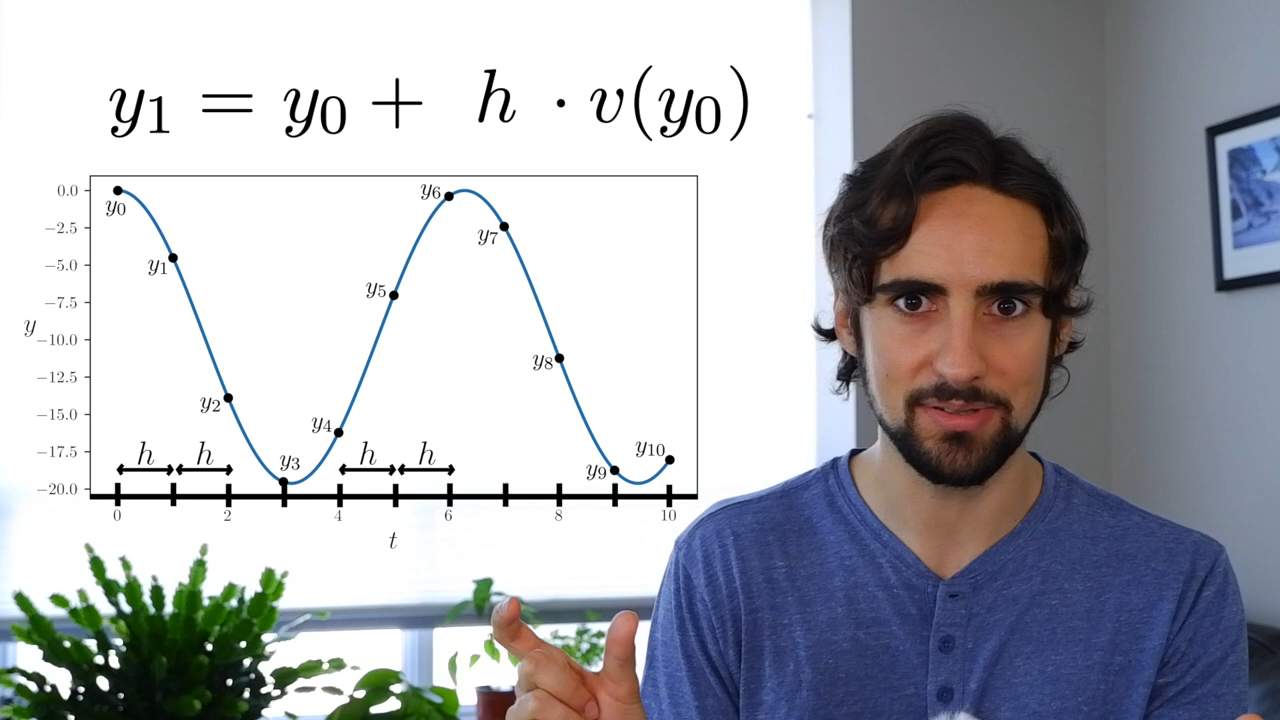 y₁ = y₀ + h · v(y₀)
0.0
−2.5
−5.0
−7.5
−10.0
−12.5
−15.0
−17.5
−20.0
y
y₀
y₁
y₂
y₃
y₄
y₅
y₆
y₇
y₈
y₉
y₁₀
h h h h
0 2 4 6 8 10
t